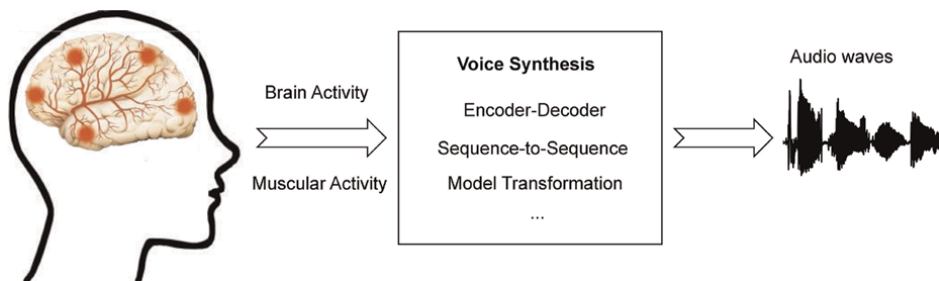 Brain Activity
Muscular Activity
Voice Synthesis
Encoder-Decoder
Sequence-to-Sequence
Model Transformation
...
Audio waves